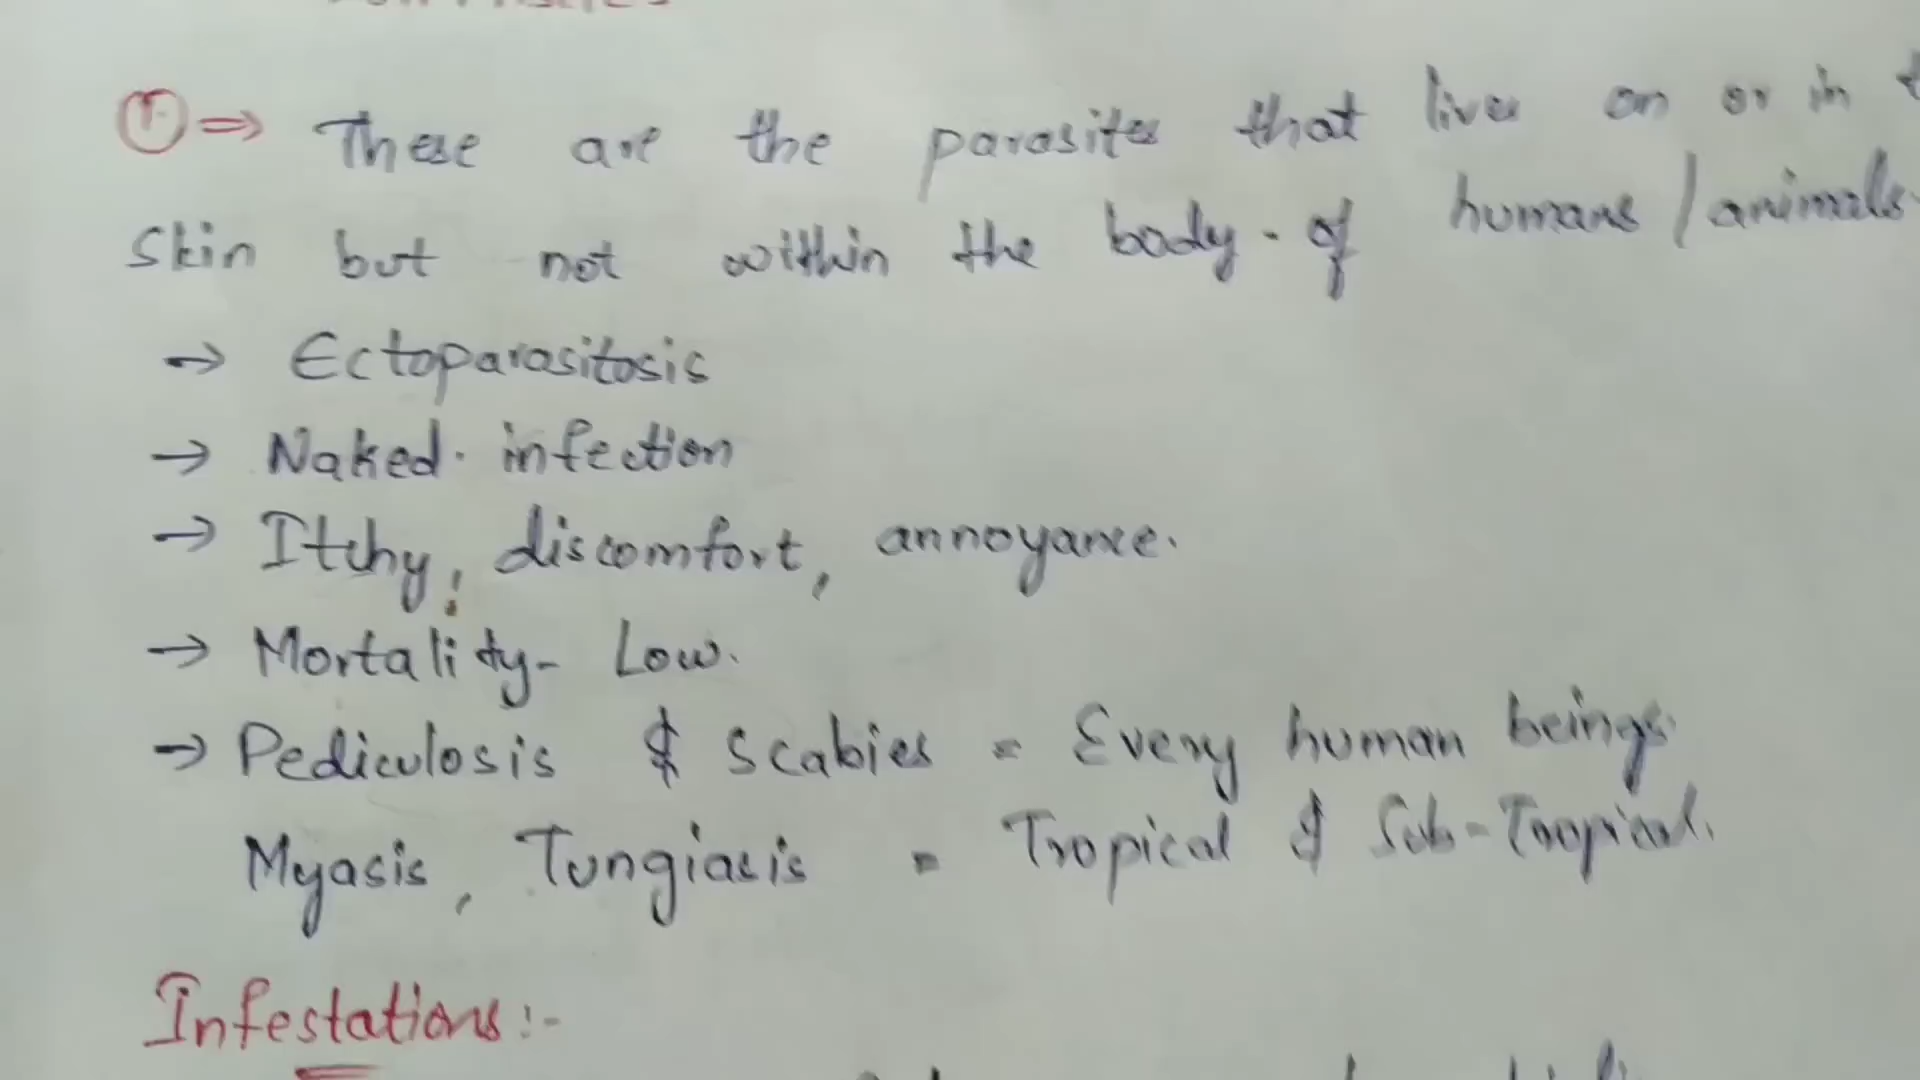 ① ⇒ These are the parasites that lives on or in
Skin but not within the body. of humans / animals.
→ Ectoparasitosis
→ Naked. infection
→ Itchy, discomfort, annoyance.
→ Mortality - Low.
→ Pediculosis & Scabies = Every human beings.
Myasis, Tungiasis = Tropical & Sub-Tropical.
Infestations :-